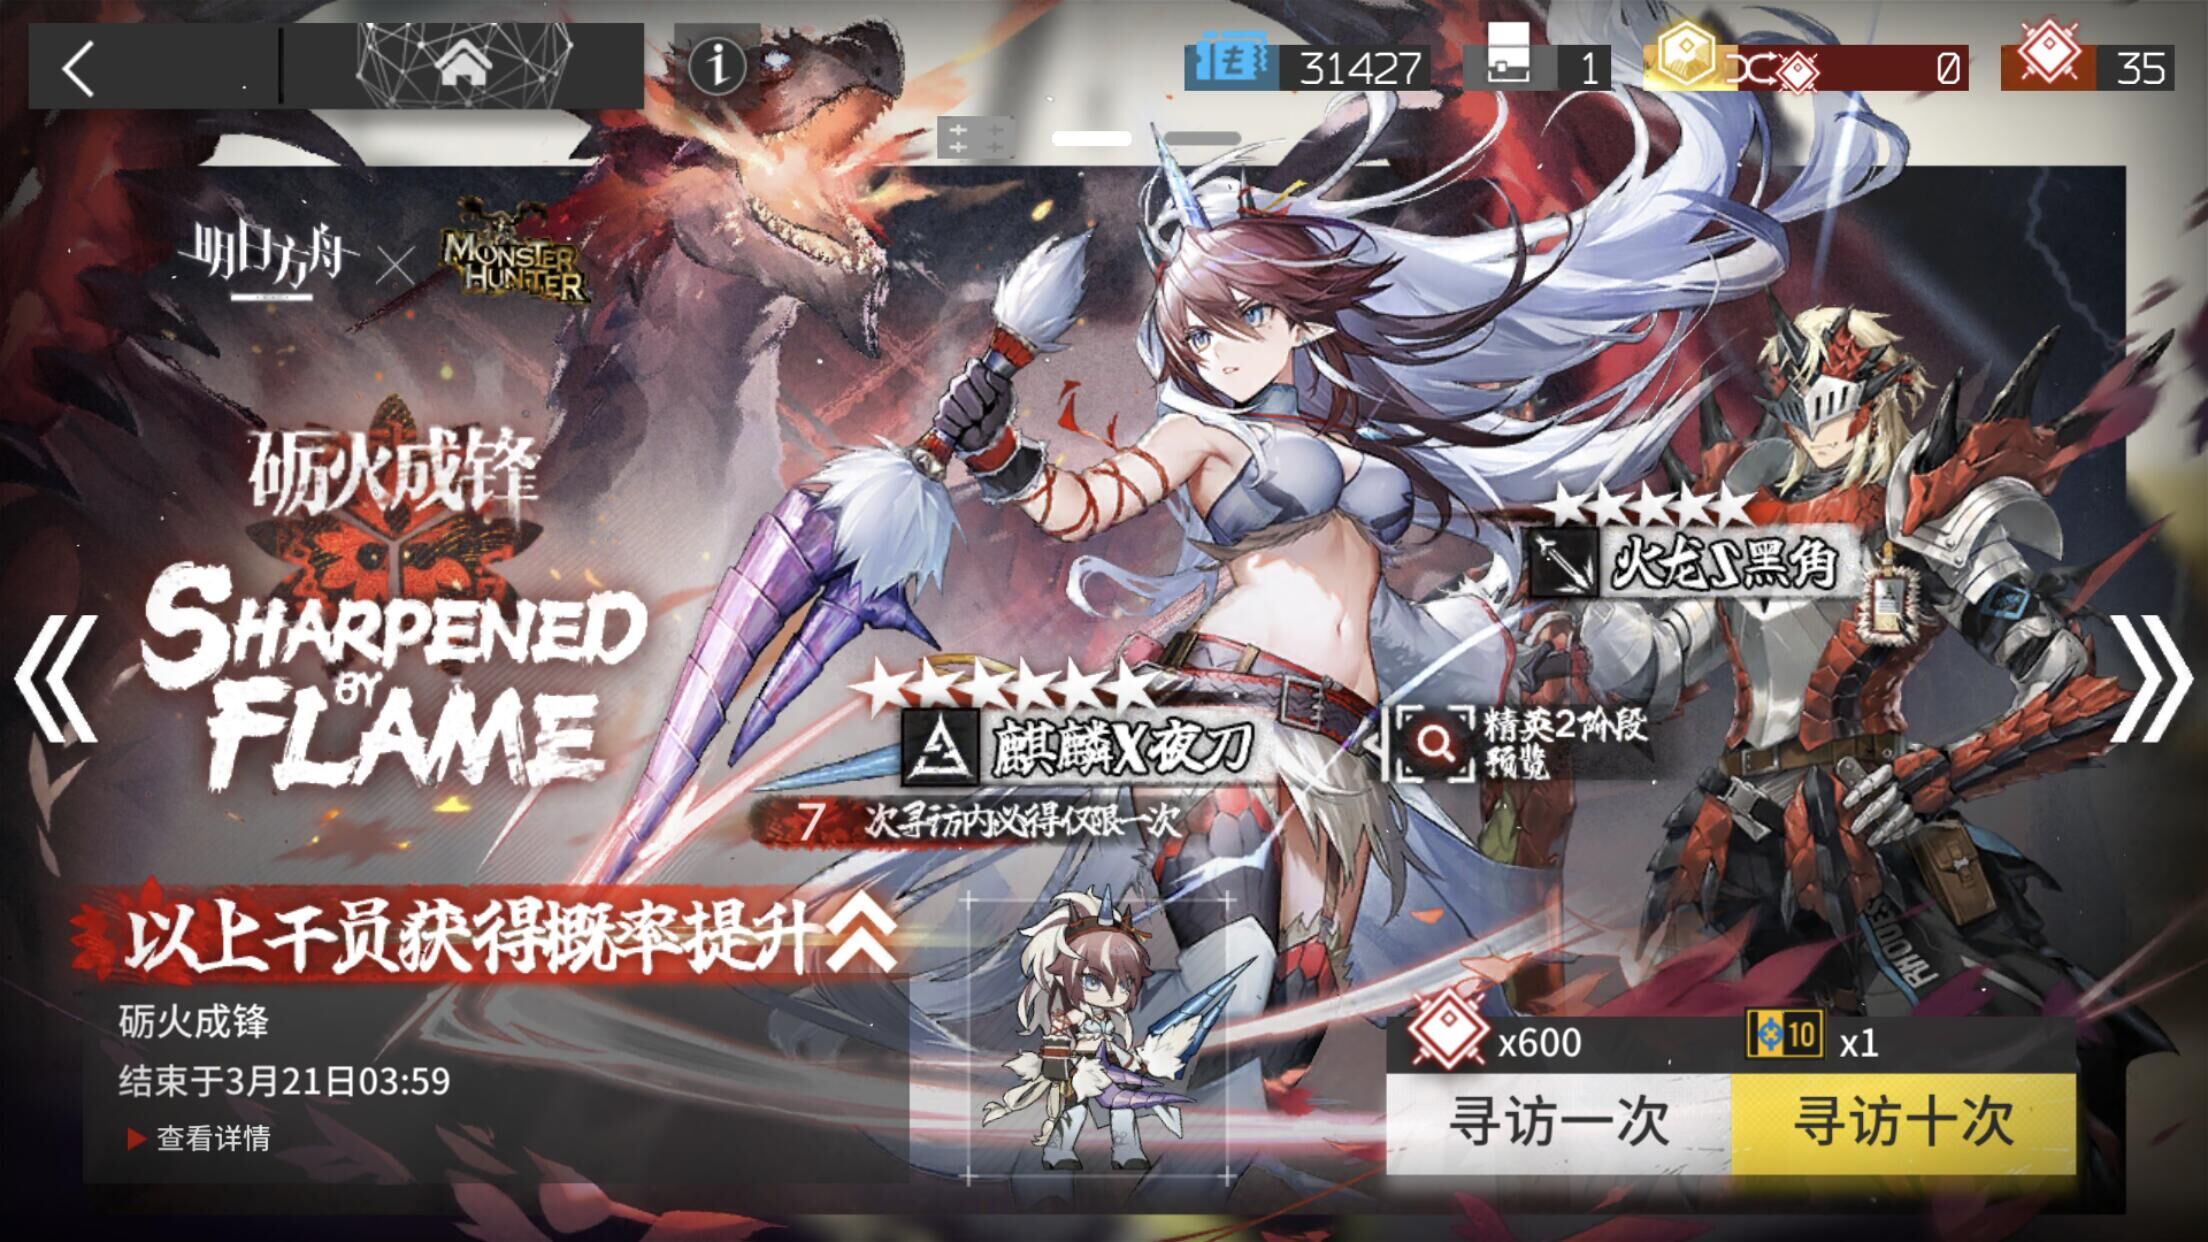 31427
1
0
35
明日方舟
MONSTER
HUNTER
砺火成锋
SHARPENED
BY
FLAME
火龙S黑角
麒麟X夜刀
精英2阶段
预览
7 次寻访内必得仅限一次
以上干员获得概率提升
砺火成锋
结束于3月21日03:59
查看详情
RHODES
x600
10 x1
寻访一次
寻访十次